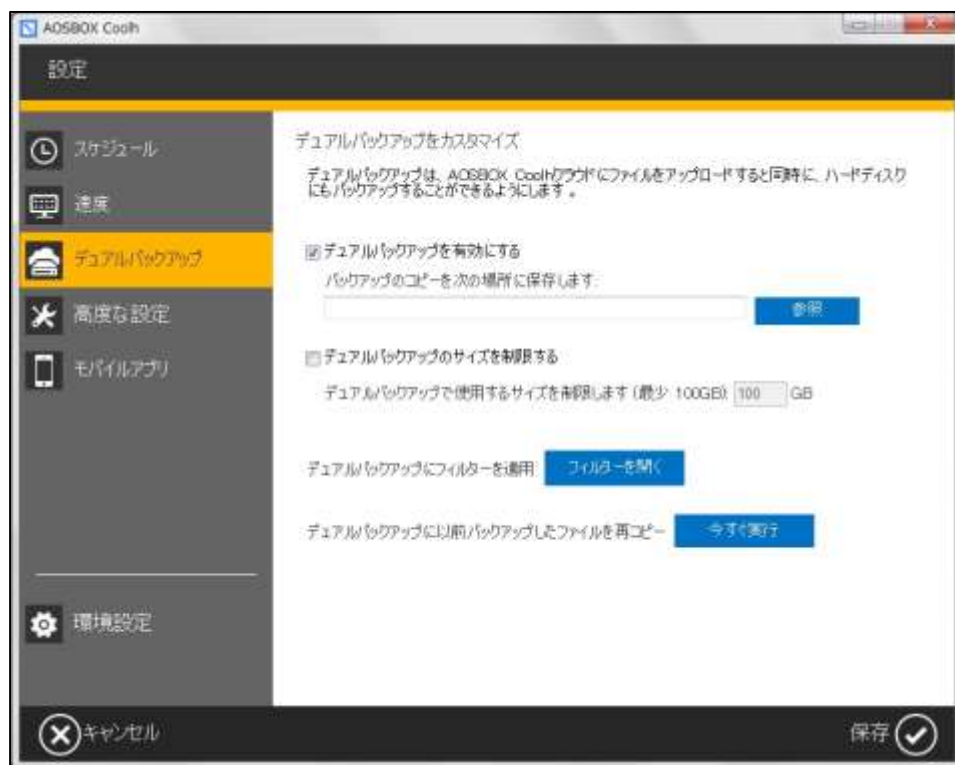 AOSBOX Coolh
設定
スケジュール
速度
デュアルバックアップ
高度な設定
モバイルアプリ
環境設定
デュアルバックアップをカスタマイズ
デュアルバックアップは、AOSBOX Coolhクラウドにファイルをアップロードすると同時に、ハードディスク
にもバックアップすることができるようにします。
デュアルバックアップを有効にする
バックアップのコピーを次の場所に保存します:
参照
デュアルバックアップのサイズを制限する
デュアルバックアップで使用するサイズを制限します (最少 100GB): 100 GB
デュアルバックアップにフィルターを適用 フィルターを開く
デュアルバックアップに以前バックアップしたファイルを再コピー 今すぐ実行
キャンセル
保存